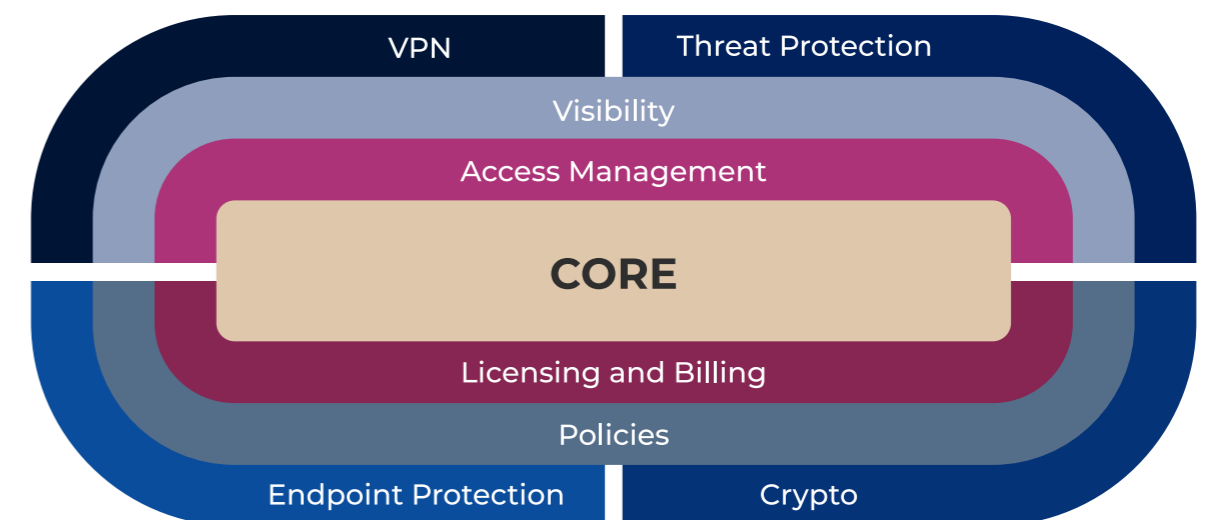 VPN
Threat Protection
Visibility
Access Management
CORE
Licensing and Billing
Policies
Endpoint Protection
Crypto